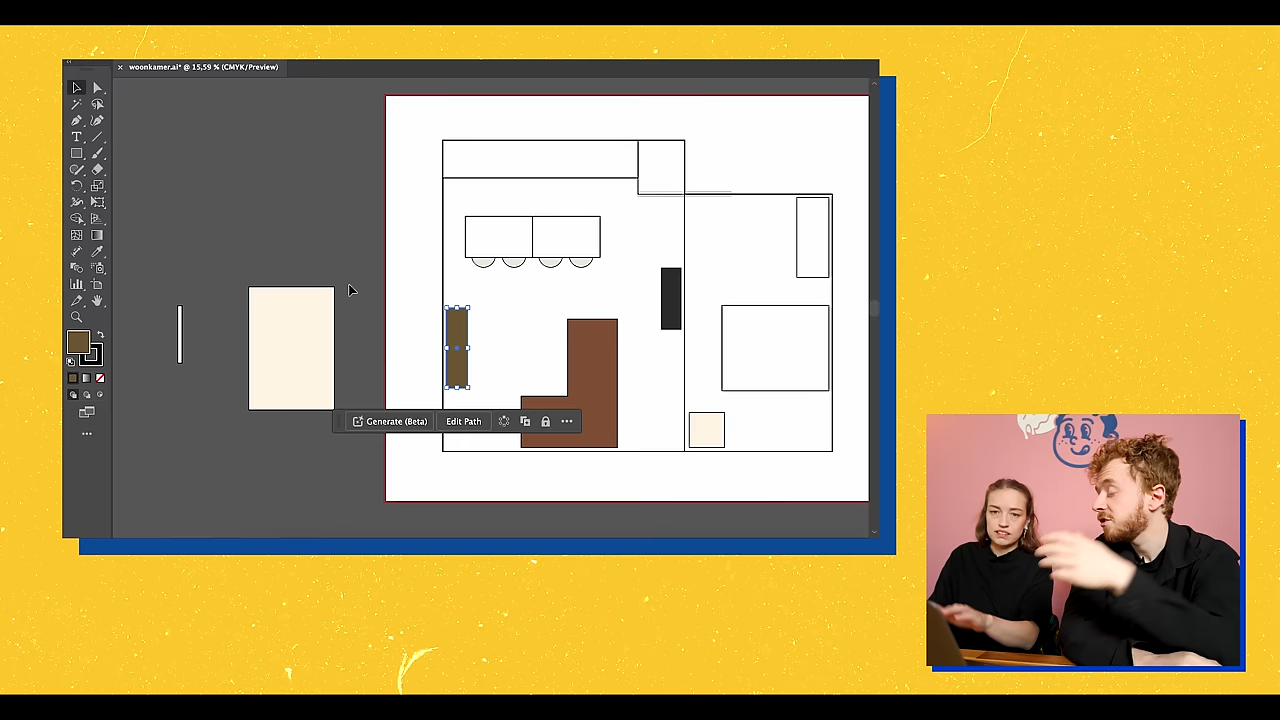 woonkamer.ai* @ 15,59 % (CMYK/Preview)
Generate (Beta)
Edit Path